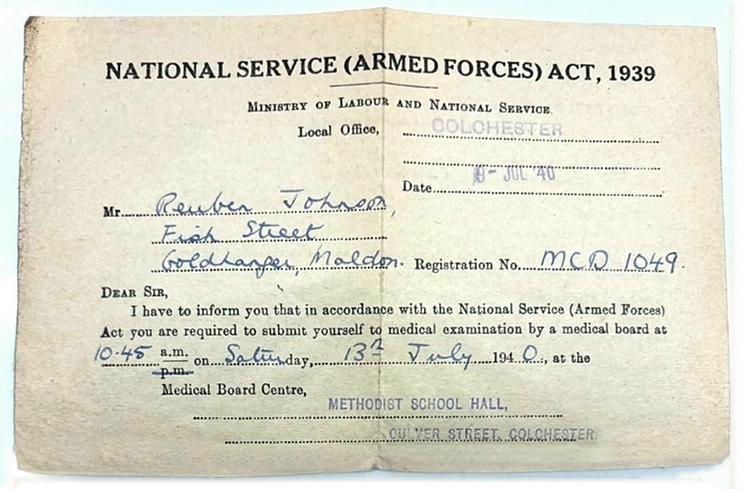 NATIONAL SERVICE (ARMED FORCES) ACT, 1939
MINISTRY OF LABOUR AND NATIONAL SERVICE
Local Office, COLCHESTER
Date 9- JUL '40
Mr. Reuben Johnson,
Fish Street
Goldhanger, Maldon. Registration No. MCD 1049.
DEAR SIR,
I have to inform you that in accordance with the National Service (Armed Forces)
Act you are required to submit yourself to medical examination by a medical board at
10.45 a.m. p.m. on Saturday, 13th July 1940, at the
Medical Board Centre,
METHODIST SCHOOL HALL,
CULVER STREET, COLCHESTER.